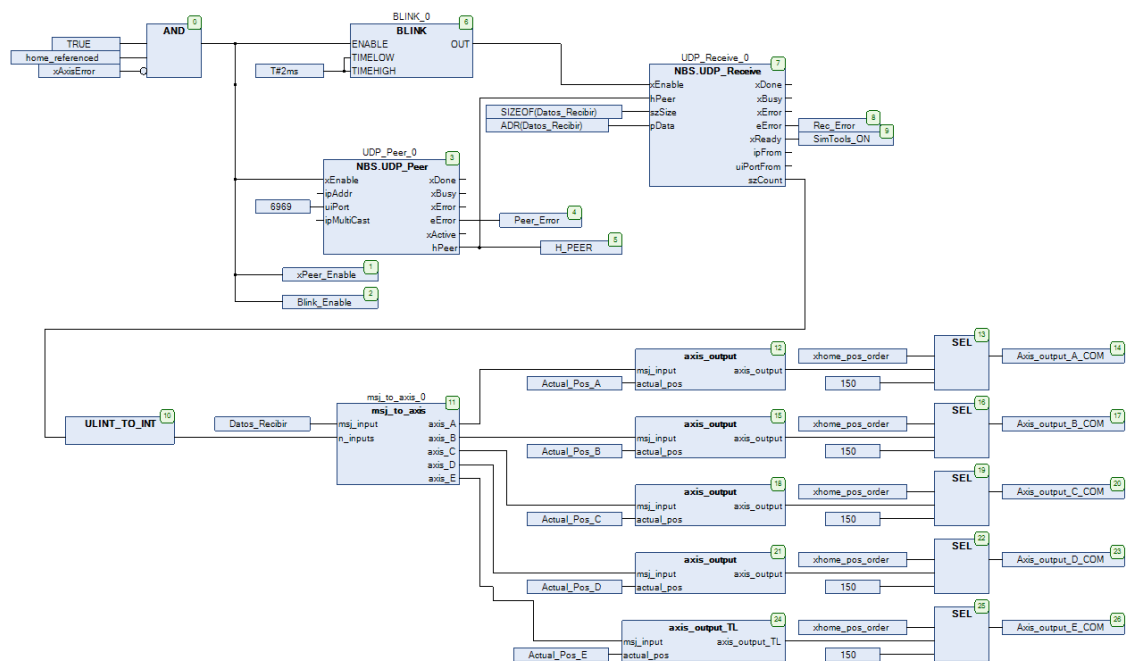 0
AND
TRUE
home_referenced
xAxisError
BLINK_0
6
BLINK
ENABLE OUT
TIMELOW
TIMEHIGH
T#2ms
UDP_Receive_0
7
NBS.UDP_Receive
xEnable xDone
hPeer xBusy
szSize xError
pData eError
xReady
ipFrom
uiPortFrom
szCount
SIZEOF(Datos_Recibir)
ADR(Datos_Recibir)
8
Rec_Error
9
SimTools_ON
UDP_Peer_0
3
NBS.UDP_Peer
xEnable xDone
ipAddr xBusy
uiPort xError
ipMultiCast eError
xActive
hPeer
6969
4
Peer_Error
5
H_PEER
1
xPeer_Enable
2
Blink_Enable
10
ULINT_TO_INT
msj_to_axis_0
11
msj_to_axis
msj_input axis_A
n_inputs axis_B
axis_C
axis_D
axis_E
Datos_Recibir
12
axis_output
msj_input axis_output
actual_pos
Actual_Pos_A
13
SEL
xhome_pos_order
150
14
Axis_output_A_COM
15
axis_output
msj_input axis_output
actual_pos
Actual_Pos_B
16
SEL
xhome_pos_order
150
17
Axis_output_B_COM
18
axis_output
msj_input axis_output
actual_pos
Actual_Pos_C
19
SEL
xhome_pos_order
150
20
Axis_output_C_COM
21
axis_output
msj_input axis_output
actual_pos
Actual_Pos_D
22
SEL
xhome_pos_order
150
23
Axis_output_D_COM
24
axis_output_TL
msj_input axis_output_TL
actual_pos
Actual_Pos_E
25
SEL
xhome_pos_order
150
26
Axis_output_E_COM